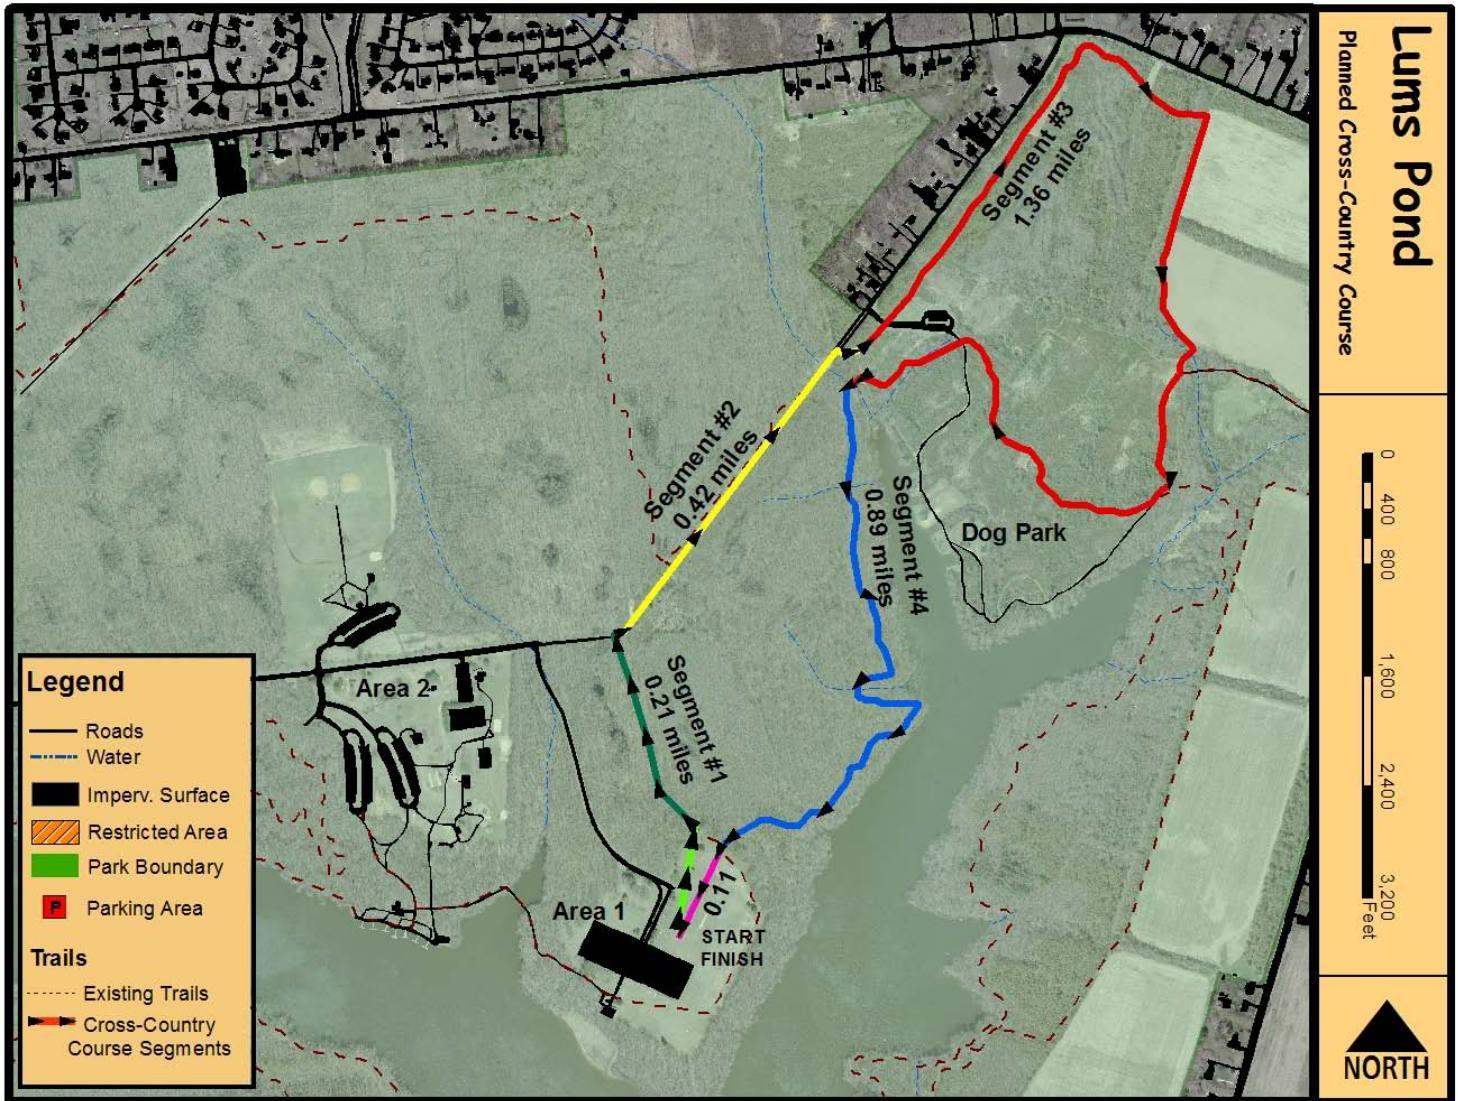 Lums Pond
Planned Cross-Country Course
0
400
800
1,600
2,400
3,200
Feet
NORTH
Segment #3
1.36 miles
Segment #2
0.42 miles
Segment #4
0.89 miles
Dog Park
Segment #1
0.21 miles
Area 2
Area 1
0.11
START
FINISH
Legend
Roads
Water
Imperv. Surface
Restricted Area
Park Boundary
P Parking Area
Trails
Existing Trails
Cross-Country
Course Segments